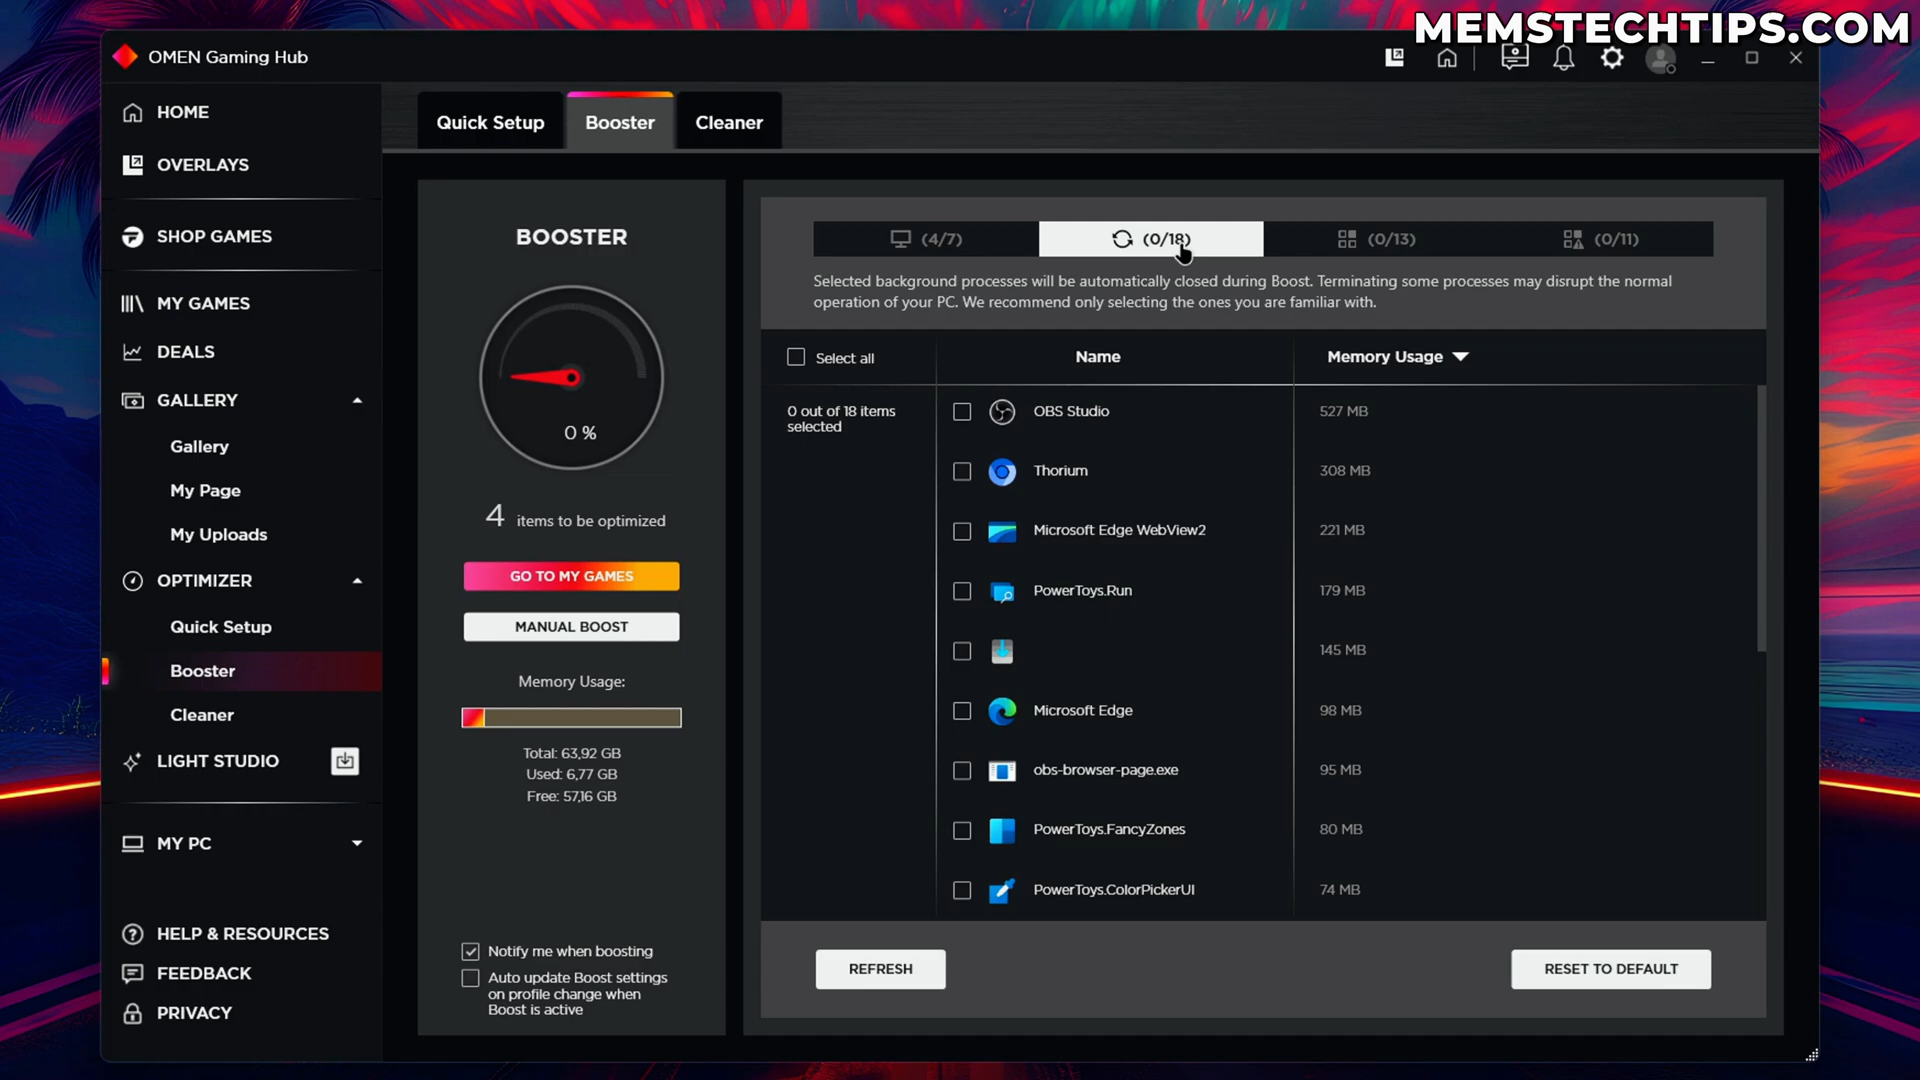 MEMSTECHTIPS.COM
OMEN Gaming Hub
HOME
OVERLAYS
SHOP GAMES
MY GAMES
DEALS
GALLERY
Gallery
My Page
My Uploads
OPTIMIZER
Quick Setup
Booster
Cleaner
LIGHT STUDIO
MY PC
HELP & RESOURCES
FEEDBACK
PRIVACY
Quick Setup
Booster
Cleaner
BOOSTER
0 %
4 items to be optimized
GO TO MY GAMES
MANUAL BOOST
Memory Usage:
Total: 63,92 GB
Used: 6,77 GB
Free: 57,16 GB
Notify me when boosting
Auto update Boost settings
on profile change when
Boost is active
(4/7)
(0/18)
(0/13)
(0/11)
Selected background processes will be automatically closed during Boost. Terminating some processes may disrupt the normal
operation of your PC. We recommend only selecting the ones you are familiar with.
Select all
Name
Memory Usage
0 out of 18 items
selected
OBS Studio
527 MB
Thorium
308 MB
Microsoft Edge WebView2
221 MB
PowerToys.Run
179 MB
145 MB
Microsoft Edge
98 MB
obs-browser-page.exe
95 MB
PowerToys.FancyZones
80 MB
PowerToys.ColorPickerUI
74 MB
REFRESH
RESET TO DEFAULT